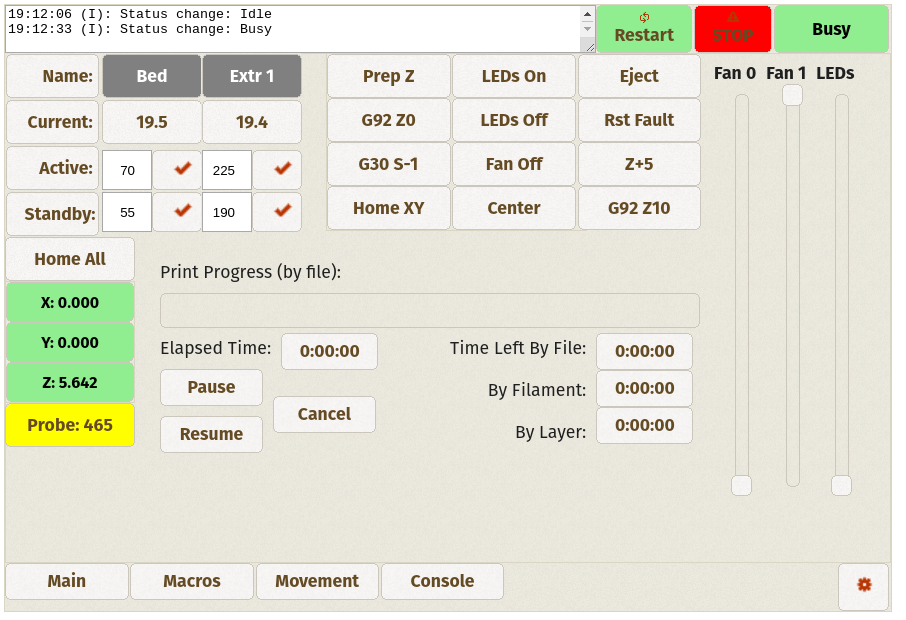 19:12:06 (I): Status change: Idle
19:12:33 (I): Status change: Busy
Restart
STOP
Busy
Name: Bed Extr 1
Current: 19.5 19.4
Active: 70 225
Standby: 55 190
Prep Z LEDs On Eject
G92 Z0 LEDs Off Rst Fault
G30 S-1 Fan Off Z+5
Home XY Center G92 Z10
Fan 0 Fan 1 LEDs
Home All
X: 0.000
Y: 0.000
Z: 5.642
Probe: 465
Print Progress (by file):
Elapsed Time: 0:00:00
Pause
Resume
Cancel
Time Left By File: 0:00:00
By Filament: 0:00:00
By Layer: 0:00:00
Main Macros Movement Console